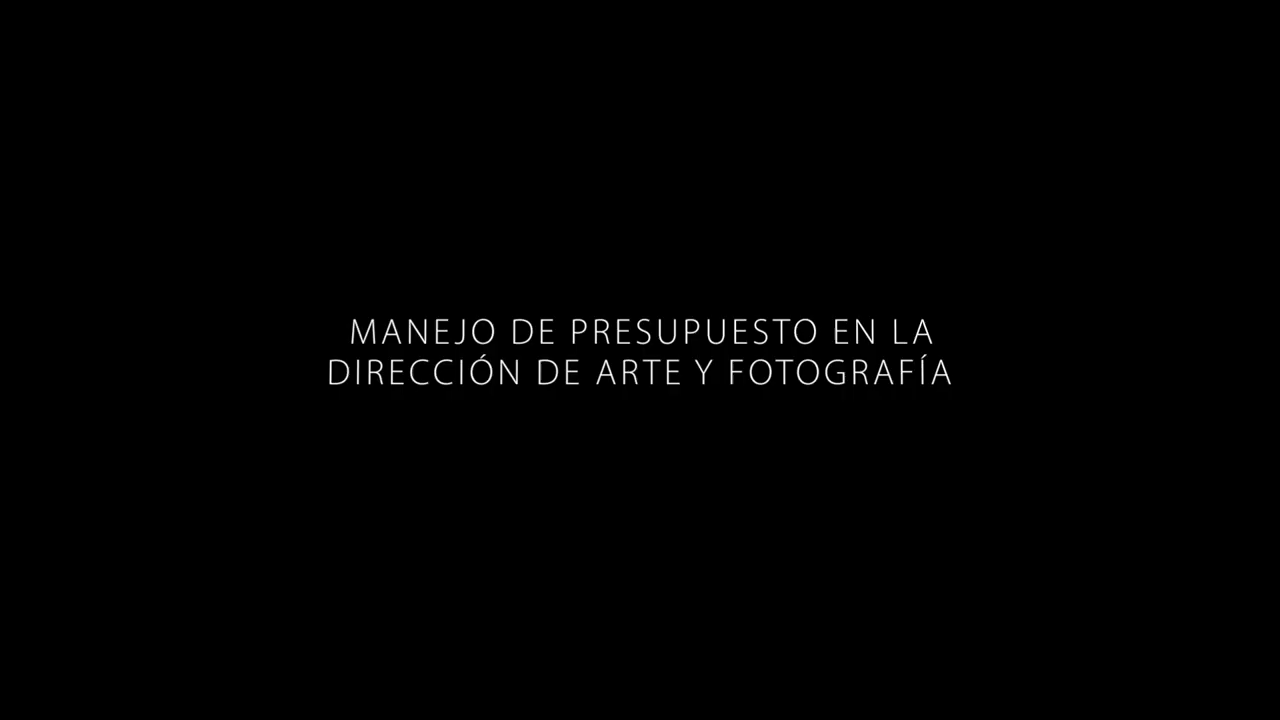 MANEJO DE PRESUPUESTO EN LA
DIRECCIÓN DE ARTE Y FOTOGRAFÍA